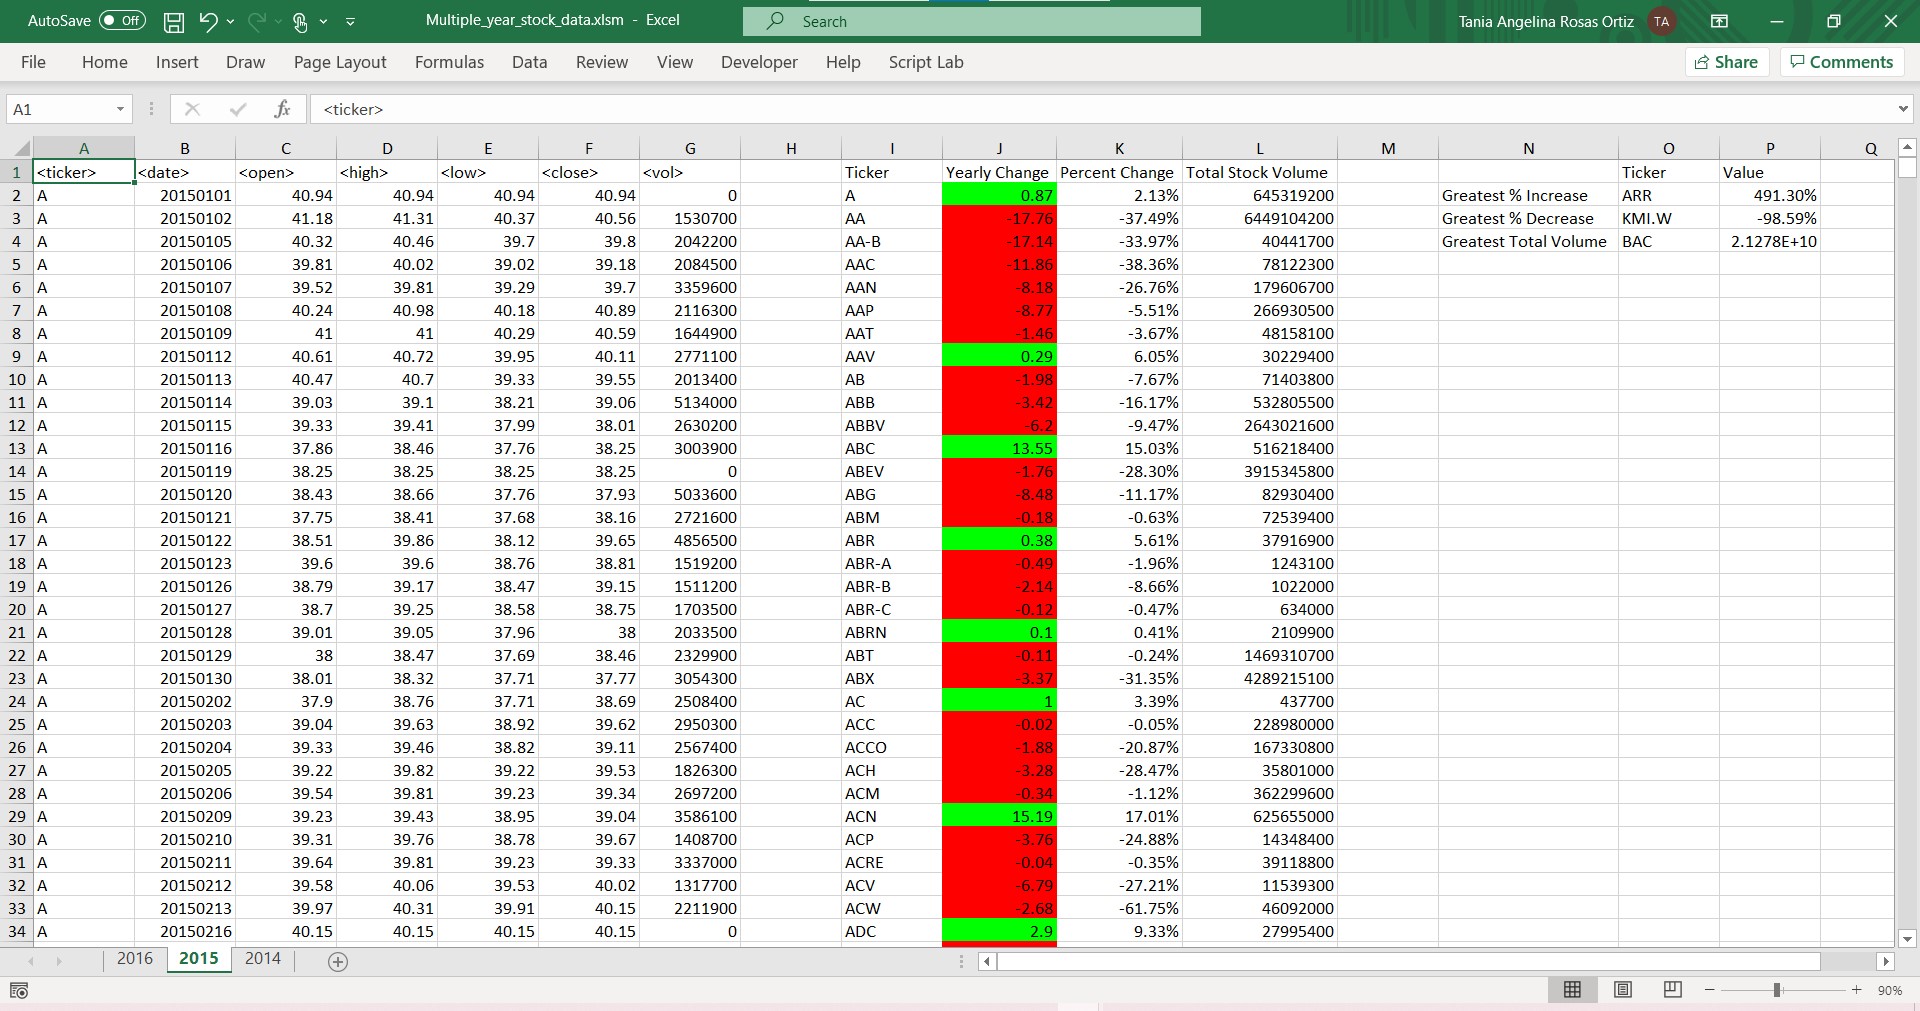 AutoSave Off Multiple_year_stock_data.xlsm - Excel Search Tania Angelina Rosas Ortiz TA
File Home Insert Draw Page Layout Formulas Data Review View Developer Help Script Lab Share Comments
A1 fx <ticker>
A B C D E F G H I J K L M N O P Q
1 <ticker> <date> <open> <high> <low> <close> <vol> Ticker Yearly Change Percent Change Total Stock Volume Ticker Value
2 A 20150101 40.94 40.94 40.94 40.94 0 A 0.87 2.13% 645319200 Greatest % Increase ARR 491.30%
3 A 20150102 41.18 41.31 40.37 40.56 1530700 AA -17.76 -37.49% 6449104200 Greatest % Decrease KMI.W -98.59%
4 A 20150105 40.32 40.46 39.7 39.8 2042200 AA-B -17.14 -33.97% 40441700 Greatest Total Volume BAC 2.1278E+10
5 A 20150106 39.81 40.02 39.02 39.18 2084500 AAC -11.86 -38.36% 78122300
6 A 20150107 39.52 39.81 39.29 39.7 3359600 AAN -8.18 -26.76% 179606700
7 A 20150108 40.24 40.98 40.18 40.89 2116300 AAP -8.77 -5.51% 266930500
8 A 20150109 41 41 40.29 40.59 1644900 AAT -1.46 -3.67% 48158100
9 A 20150112 40.61 40.72 39.95 40.11 2771100 AAV 0.29 6.05% 30229400
10 A 20150113 40.47 40.7 39.33 39.55 2013400 AB -1.98 -7.67% 71403800
11 A 20150114 39.03 39.1 38.21 39.06 5134000 ABB -3.42 -16.17% 532805500
12 A 20150115 39.33 39.41 37.99 38.01 2630200 ABBV -6.2 -9.47% 2643021600
13 A 20150116 37.86 38.46 37.76 38.25 3003900 ABC 13.55 15.03% 516218400
14 A 20150119 38.25 38.25 38.25 38.25 0 ABEV -1.76 -28.30% 3915345800
15 A 20150120 38.43 38.66 37.76 37.93 5033600 ABG -8.48 -11.17% 82930400
16 A 20150121 37.75 38.41 37.68 38.16 2721600 ABM -0.18 -0.63% 72539400
17 A 20150122 38.51 39.86 38.12 39.65 4856500 ABR 0.38 5.61% 37916900
18 A 20150123 39.6 39.6 38.76 38.81 1519200 ABR-A -0.49 -1.96% 1243100
19 A 20150126 38.79 39.17 38.47 39.15 1511200 ABR-B -2.14 -8.66% 1022000
20 A 20150127 38.7 39.25 38.58 38.75 1703500 ABR-C -0.12 -0.47% 634000
21 A 20150128 39.01 39.05 37.96 38 2033500 ABRN 0.1 0.41% 2109900
22 A 20150129 38 38.47 37.69 38.46 2329900 ABT -0.11 -0.24% 1469310700
23 A 20150130 38.01 38.32 37.71 37.77 3054300 ABX -3.37 -31.35% 4289215100
24 A 20150202 37.9 38.76 37.71 38.69 2508400 AC 1 3.39% 437700
25 A 20150203 39.04 39.63 38.92 39.62 2950300 ACC -0.02 -0.05% 228980000
26 A 20150204 39.33 39.46 38.82 39.11 2567400 ACCO -1.88 -20.87% 167330800
27 A 20150205 39.22 39.82 39.22 39.53 1826300 ACH -3.28 -28.47% 35801000
28 A 20150206 39.54 39.81 39.23 39.34 2697200 ACM -0.34 -1.12% 362299600
29 A 20150209 39.23 39.43 38.95 39.04 3586100 ACN 15.19 17.01% 625655000
30 A 20150210 39.31 39.76 38.78 39.67 1408700 ACP -3.76 -24.88% 14348400
31 A 20150211 39.64 39.81 39.23 39.33 3337000 ACRE -0.04 -0.35% 39118800
32 A 20150212 39.58 40.06 39.53 40.02 1317700 ACV -6.79 -27.21% 11539300
33 A 20150213 39.97 40.31 39.91 40.15 2211900 ACW -2.68 -61.75% 46092000
34 A 20150216 40.15 40.15 40.15 40.15 0 ADC 2.9 9.33% 27995400
2016 2015 2014
90%